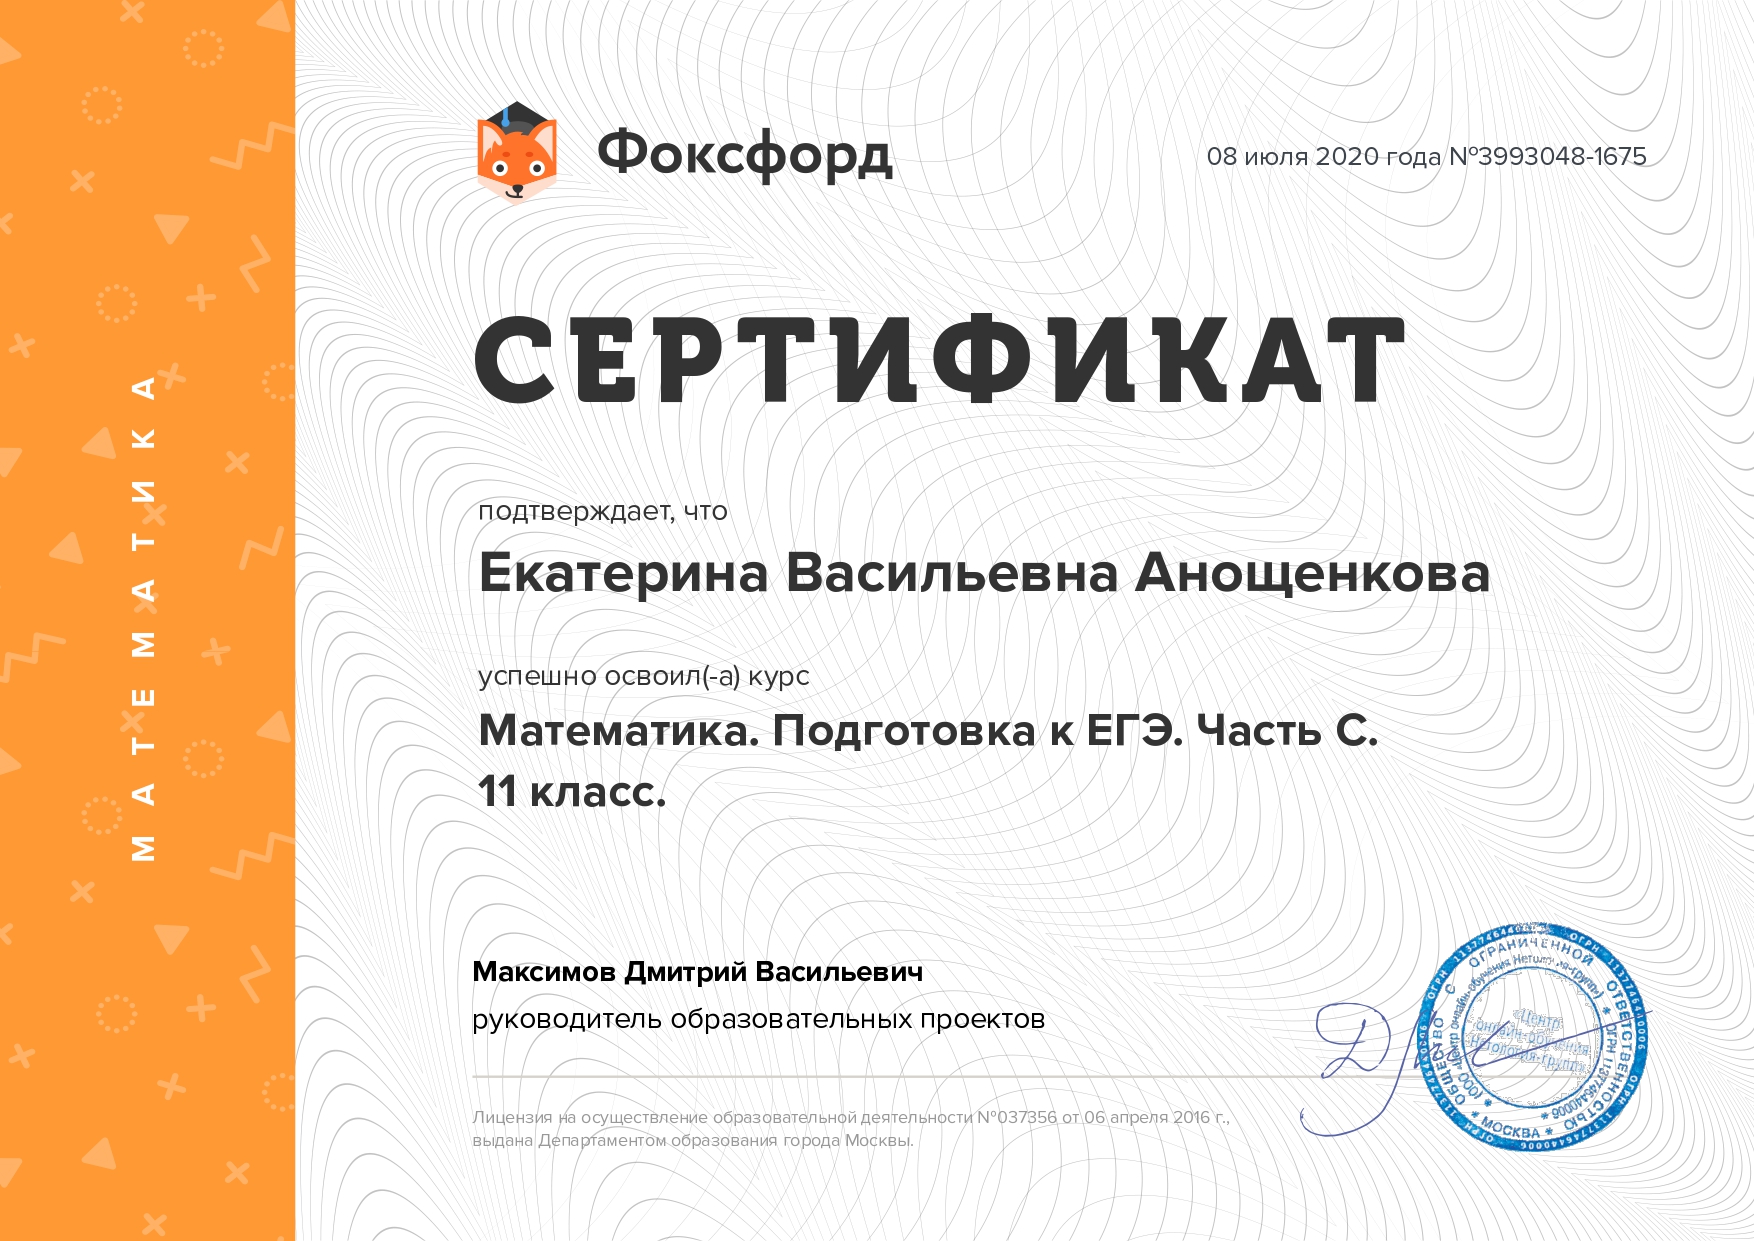 МАТЕМАТИКА
Фоксфорд
08 июля 2020 года №3993048-1675
СЕРТИФИКАТ
подтверждает, что
Екатерина Васильевна Анощенкова
успешно освоил(-а) курс
Математика. Подготовка к ЕГЭ. Часть С.
11 класс.
Максимов Дмитрий Васильевич
руководитель образовательных проектов
Лицензия на осуществление образовательной деятельности №037356 от 06 апреля 2016 г.,
выдана Департаментом образования города Москвы.
ОБЩЕСТВО С ОГРАНИЧЕННОЙ ОТВЕТСТВЕННОСТЬЮ
* МОСКВА *
«Центр
онлайн-обучения
Нетология-групп»